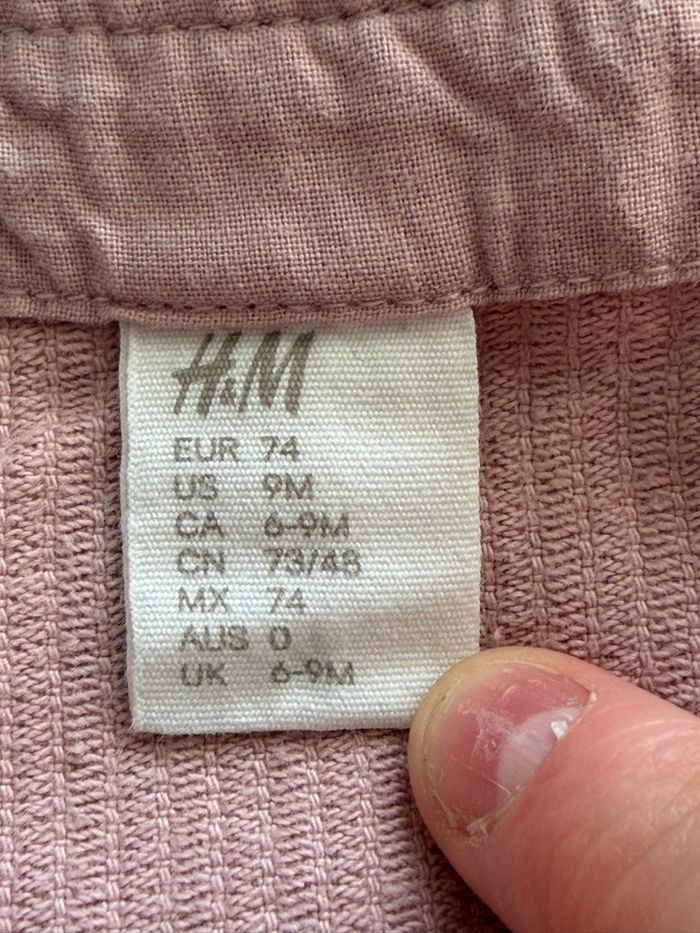 H&M
EUR 74
US 9M
CA 6-9M
CN 73/48
MX 74
AUS 0
UK 6-9M